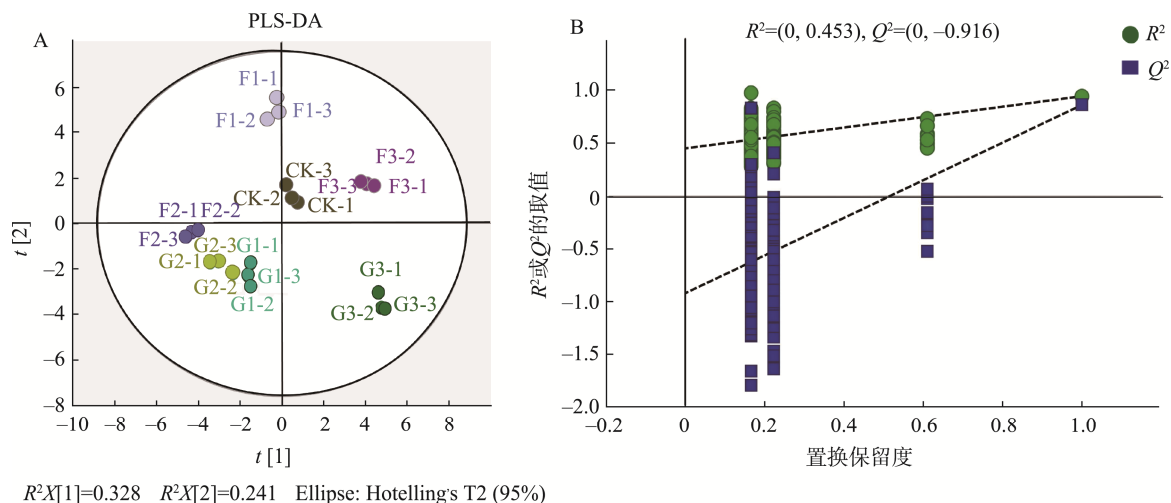 PLS-DA
A
F1-1
F1-2
F1-3
CK-3
CK-2
CK-1
F3-2
F3-3
F3-1
F2-1
F2-2
F2-3
G2-3
G1-1
G2-1
G1-3
G2-2
G1-2
G3-1
G3-2
G3-3
6
4
2
0
–2
–4
–6
–8
t [2]
–10 –8 –6 –4 –2 0 2 4 6 8
t [1]
R²X[1]=0.328 R²X[2]=0.241 Ellipse: Hotelling's T2 (95%)
B
R²=(0, 0.453), Q²=(0, –0.916)
R²
Q²
1.0
0.5
0
–0.5
–1.0
–1.5
–2.0
R²或Q²的取值
–0.2 0 0.2 0.4 0.6 0.8 1.0
置换保留度